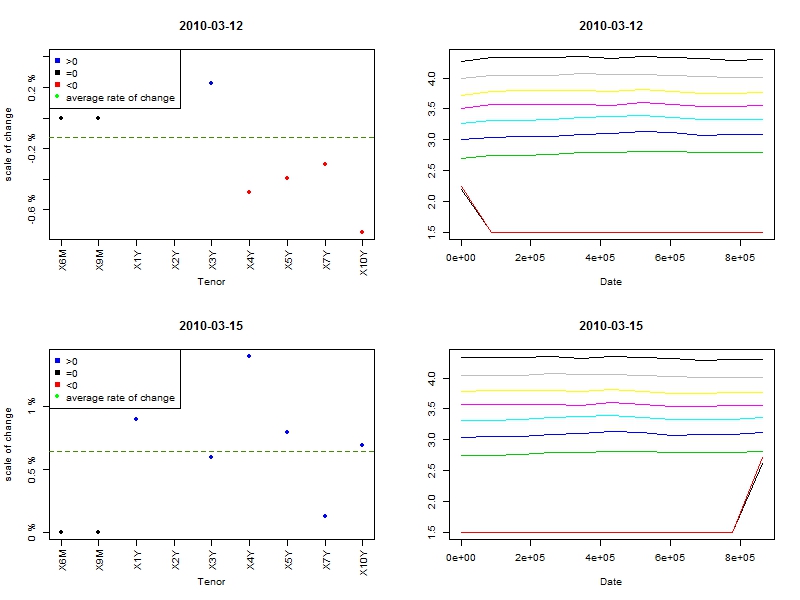 2010-03-12
scale of change
0.2 %
-0.2 %
-0.6 %
>0
=0
<0
average rate of change
X6M X9M X1Y X2Y X3Y X4Y X5Y X7Y X10Y
Tenor
2010-03-12
4.0
3.5
3.0
2.5
2.0
1.5
0e+00 2e+05 4e+05 6e+05 8e+05
Date
2010-03-15
scale of change
1 %
0.5 %
0 %
>0
=0
<0
average rate of change
X6M X9M X1Y X2Y X3Y X4Y X5Y X7Y X10Y
Tenor
2010-03-15
4.0
3.5
3.0
2.5
2.0
1.5
0e+00 2e+05 4e+05 6e+05 8e+05
Date